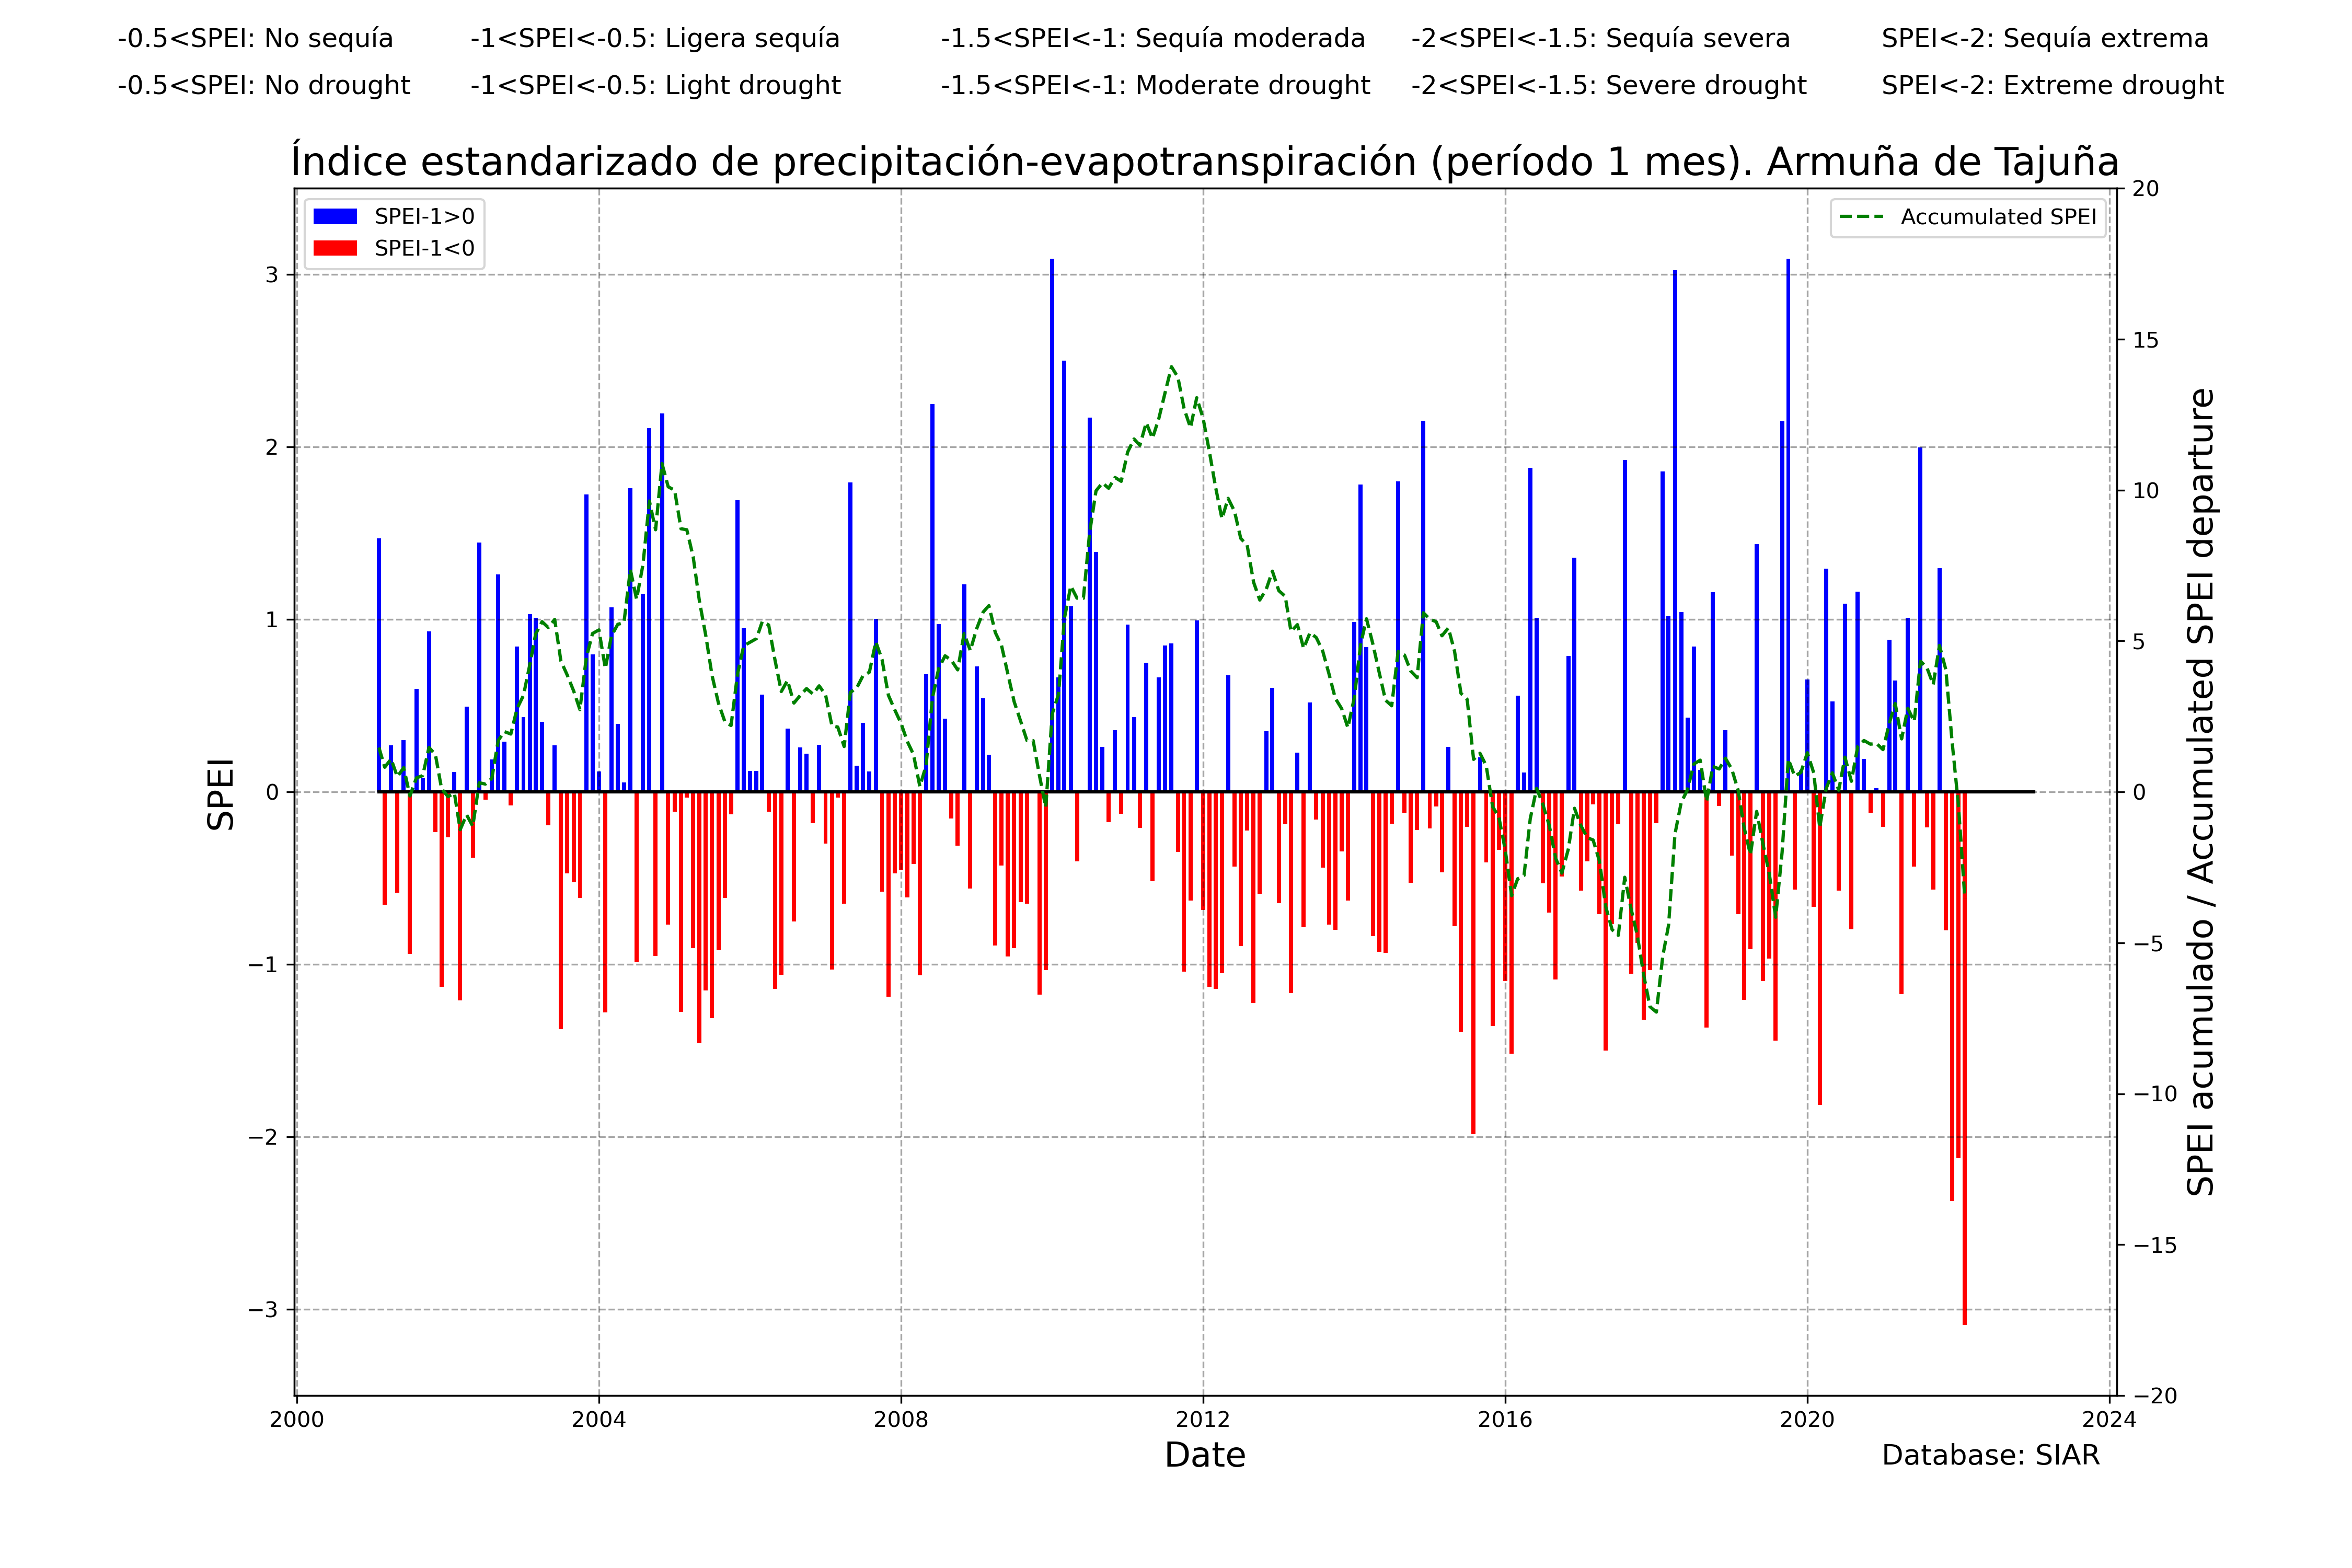 -0.5<SPEI: No sequía -1<SPEI<-0.5: Ligera sequía -1.5<SPEI<-1: Sequía moderada -2<SPEI<-1.5: Sequía severa SPEI<-2: Sequía extrema
-0.5<SPEI: No drought -1<SPEI<-0.5: Light drought -1.5<SPEI<-1: Moderate drought -2<SPEI<-1.5: Severe drought SPEI<-2: Extreme drought
Índice estandarizado de precipitación-evapotranspiración (período 1 mes). Armuña de Tajuña
SPEI-1>0
SPEI-1<0
Accumulated SPEI
SPEI
3
2
1
0
−1
−2
−3
20
15
10
5
0
−5
−10
−15
−20
SPEI acumulado / Accumulated SPEI departure
2000 2004 2008 2012 2016 2020 2024
Date
Database: SIAR